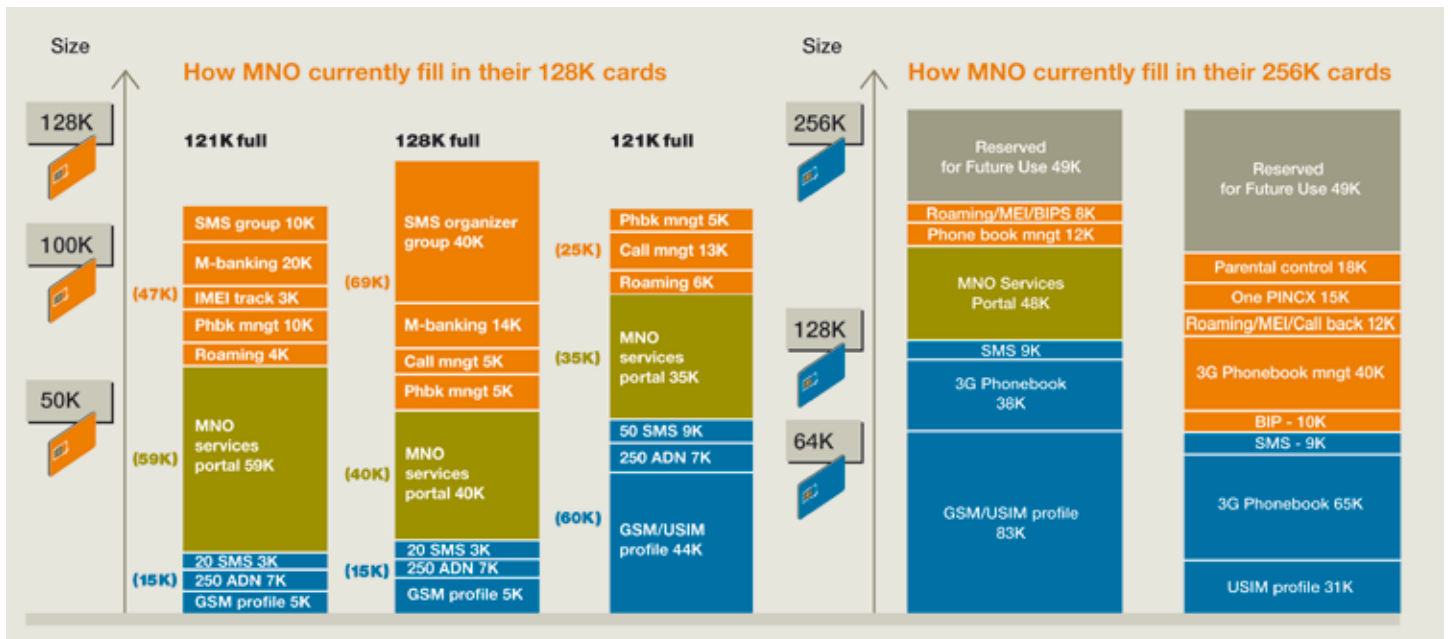 Size
How MNO currently fill in their 128K cards
128K
100K
50K
121K full
SMS group 10K
M-banking 20K
IMEI track 3K
Phbk mngt 10K
Roaming 4K
(47K)
MNO
services
portal 59K
(59K)
20 SMS 3K
250 ADN 7K
GSM profile 5K
(15K)
128K full
SMS organizer
group 40K
M-banking 14K
Call mngt 5K
Phbk mngt 5K
(69K)
MNO
services
portal 40K
(40K)
20 SMS 3K
250 ADN 7K
GSM profile 5K
(15K)
121K full
Phbk mngt 5K
Call mngt 13K
Roaming 6K
(25K)
MNO
services
portal 35K
(35K)
50 SMS 9K
250 ADN 7K
GSM/USIM
profile 44K
(60K)
Size
How MNO currently fill in their 256K cards
256K
128K
64K
Reserved
for Future Use 49K
Roaming/MEI/BIPS 8K
Phone book mngt 12K
MNO Services
Portal 48K
SMS 9K
3G Phonebook
38K
GSM/USIM profile
83K
Reserved
for Future Use 49K
Parental control 18K
One PINCX 15K
Roaming/MEI/Call back 12K
3G Phonebook mngt 40K
BIP - 10K
SMS - 9K
3G Phonebook 65K
USIM profile 31K